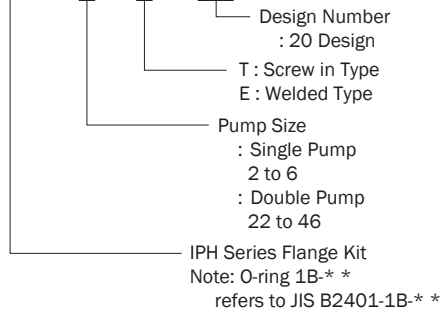 Design Number
: 20 Design
T : Screw in Type
E : Welded Type
Pump Size
: Single Pump
2 to 6
: Double Pump
22 to 46
IPH Series Flange Kit
Note: O-ring 1B-* *
refers to JIS B2401-1B-* *